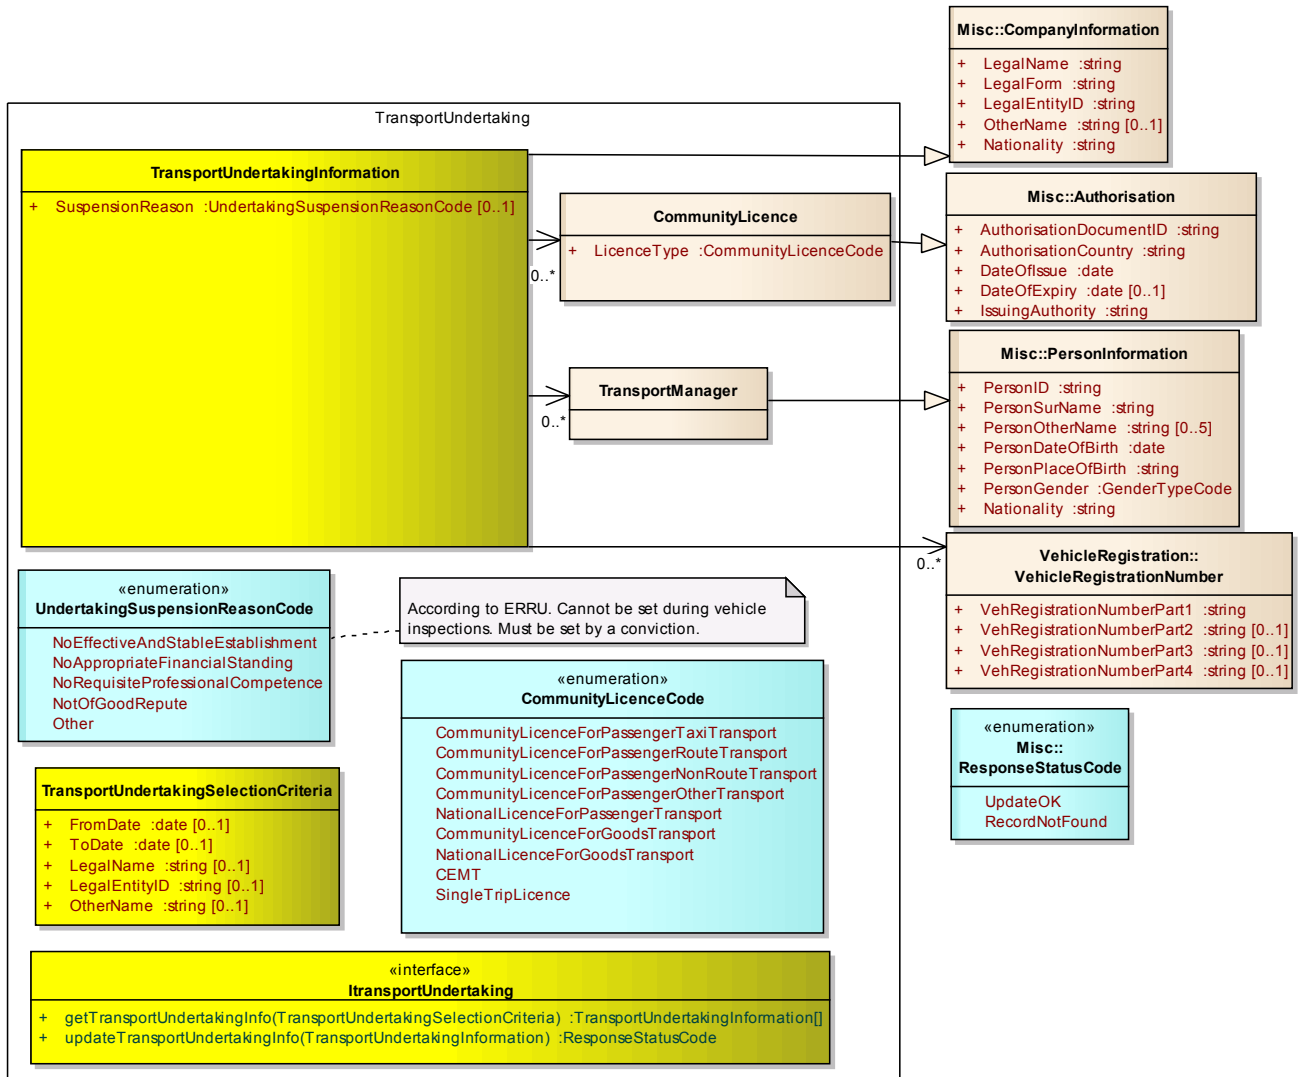 Misc::CompanyInformation
+ LegalName :string
+ LegalForm :string
+ LegalEntityID :string
+ OtherName :string [0..1]
+ Nationality :string
TransportUndertaking
TransportUndertakingInformation
+ SuspensionReason :UndertakingSuspensionReasonCode [0..1]
0..*
CommunityLicence
+ LicenceType :CommunityLicenceCode
Misc::Authorisation
+ AuthorisationDocumentID :string
+ AuthorisationCountry :string
+ DateOfIssue :date
+ DateOfExpiry :date [0..1]
+ IssuingAuthority :string
0..*
TransportManager
Misc::PersonInformation
+ PersonID :string
+ PersonSurName :string
+ PersonOtherName :string [0..5]
+ PersonDateOfBirth :date
+ PersonPlaceOfBirth :string
+ PersonGender :GenderTypeCode
+ Nationality :string
0..*
VehicleRegistration::
VehicleRegistrationNumber
+ VehRegistrationNumberPart1 :string
+ VehRegistrationNumberPart2 :string [0..1]
+ VehRegistrationNumberPart3 :string [0..1]
+ VehRegistrationNumberPart4 :string [0..1]
«enumeration»
UndertakingSuspensionReasonCode
NoEffectiveAndStableEstablishment
NoAppropriateFinancialStanding
NoRequisiteProfessionalCompetence
NotOfGoodRepute
Other
According to ERRU. Cannot be set during vehicle
inspections. Must be set by a conviction.
«enumeration»
CommunityLicenceCode
CommunityLicenceForPassengerTaxiTransport
CommunityLicenceForPassengerRouteTransport
CommunityLicenceForPassengerNonRouteTransport
CommunityLicenceForPassengerOtherTransport
NationalLicenceForPassengerTransport
CommunityLicenceForGoodsTransport
NationalLicenceForGoodsTransport
CEMT
SingleTripLicence
«enumeration»
Misc::
ResponseStatusCode
UpdateOK
RecordNotFound
TransportUndertakingSelectionCriteria
+ FromDate :date [0..1]
+ ToDate :date [0..1]
+ LegalName :string [0..1]
+ LegalEntityID :string [0..1]
+ OtherName :string [0..1]
«interface»
ItransportUndertaking
+ getTransportUndertakingInfo(TransportUndertakingSelectionCriteria) :TransportUndertakingInformation[]
+ updateTransportUndertakingInfo(TransportUndertakingInformation) :ResponseStatusCode